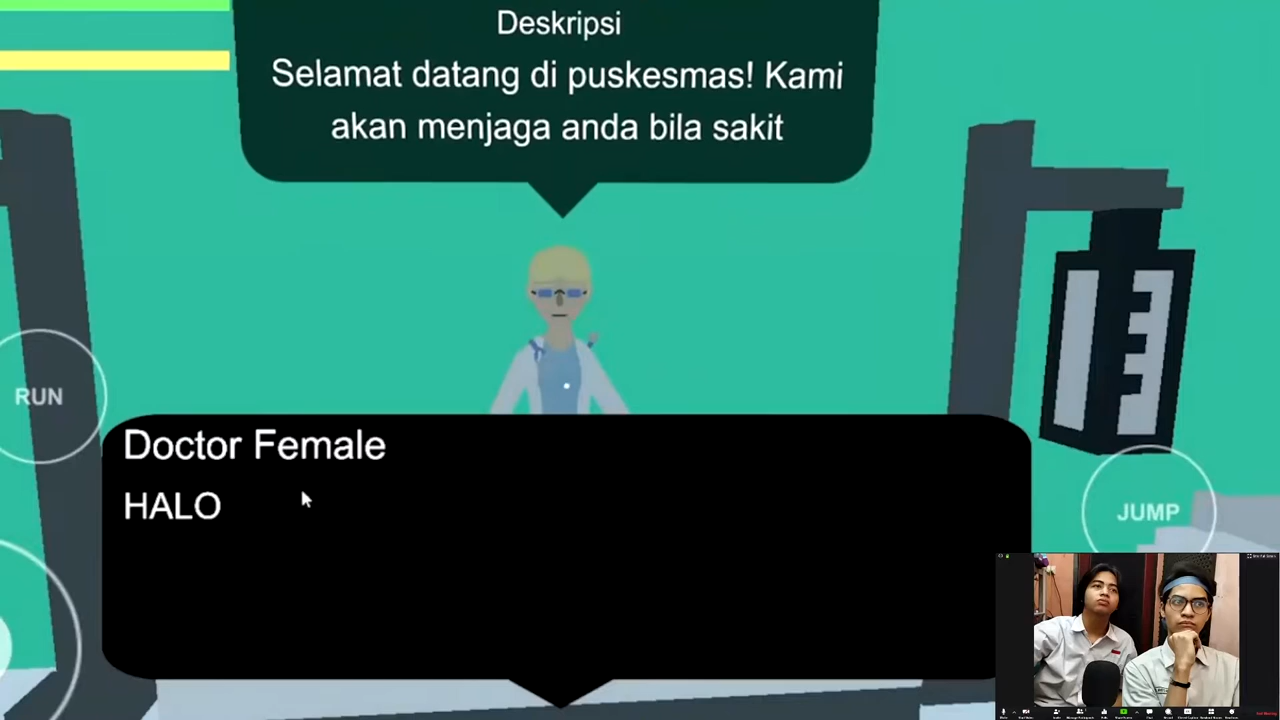 Deskripsi
Selamat datang di puskesmas! Kami
akan menjaga anda bila sakit
RUN
Doctor Female
HALO
JUMP